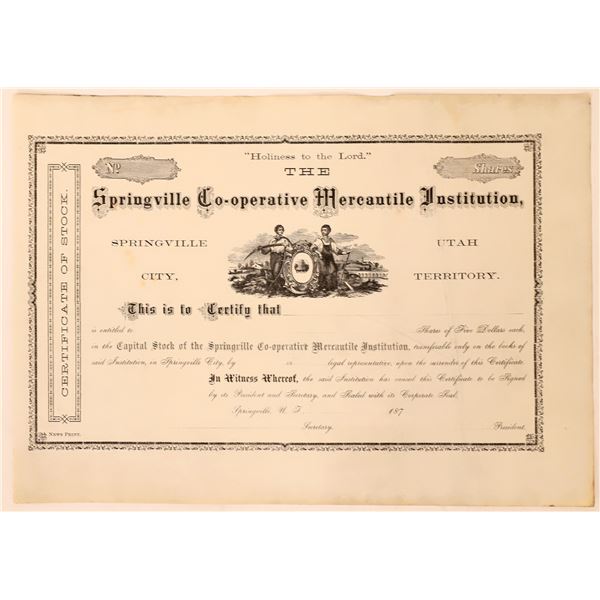 "Holiness to the Lord."
No.
Shares
THE
Springville Co-operative Mercantile Institution,
SPRINGVILLE CITY,
UTAH TERRITORY.
CERTIFICATE OF STOCK.
This is to Certify that
is entitled to Shares of Five Dollars each,
in the Capital Stock of the Springville Co-operative Mercantile Institution, transferable only on the books of
said Institution, in Springville City, by or legal representative, upon the surrender of this Certificate.
In Witness Whereof, the said Institution has caused this Certificate to be Signed
by its President and Secretary, and Sealed with its Corporate Seal.
Springville, U. T. 187
Secretary. President.
NEWS PRINT.